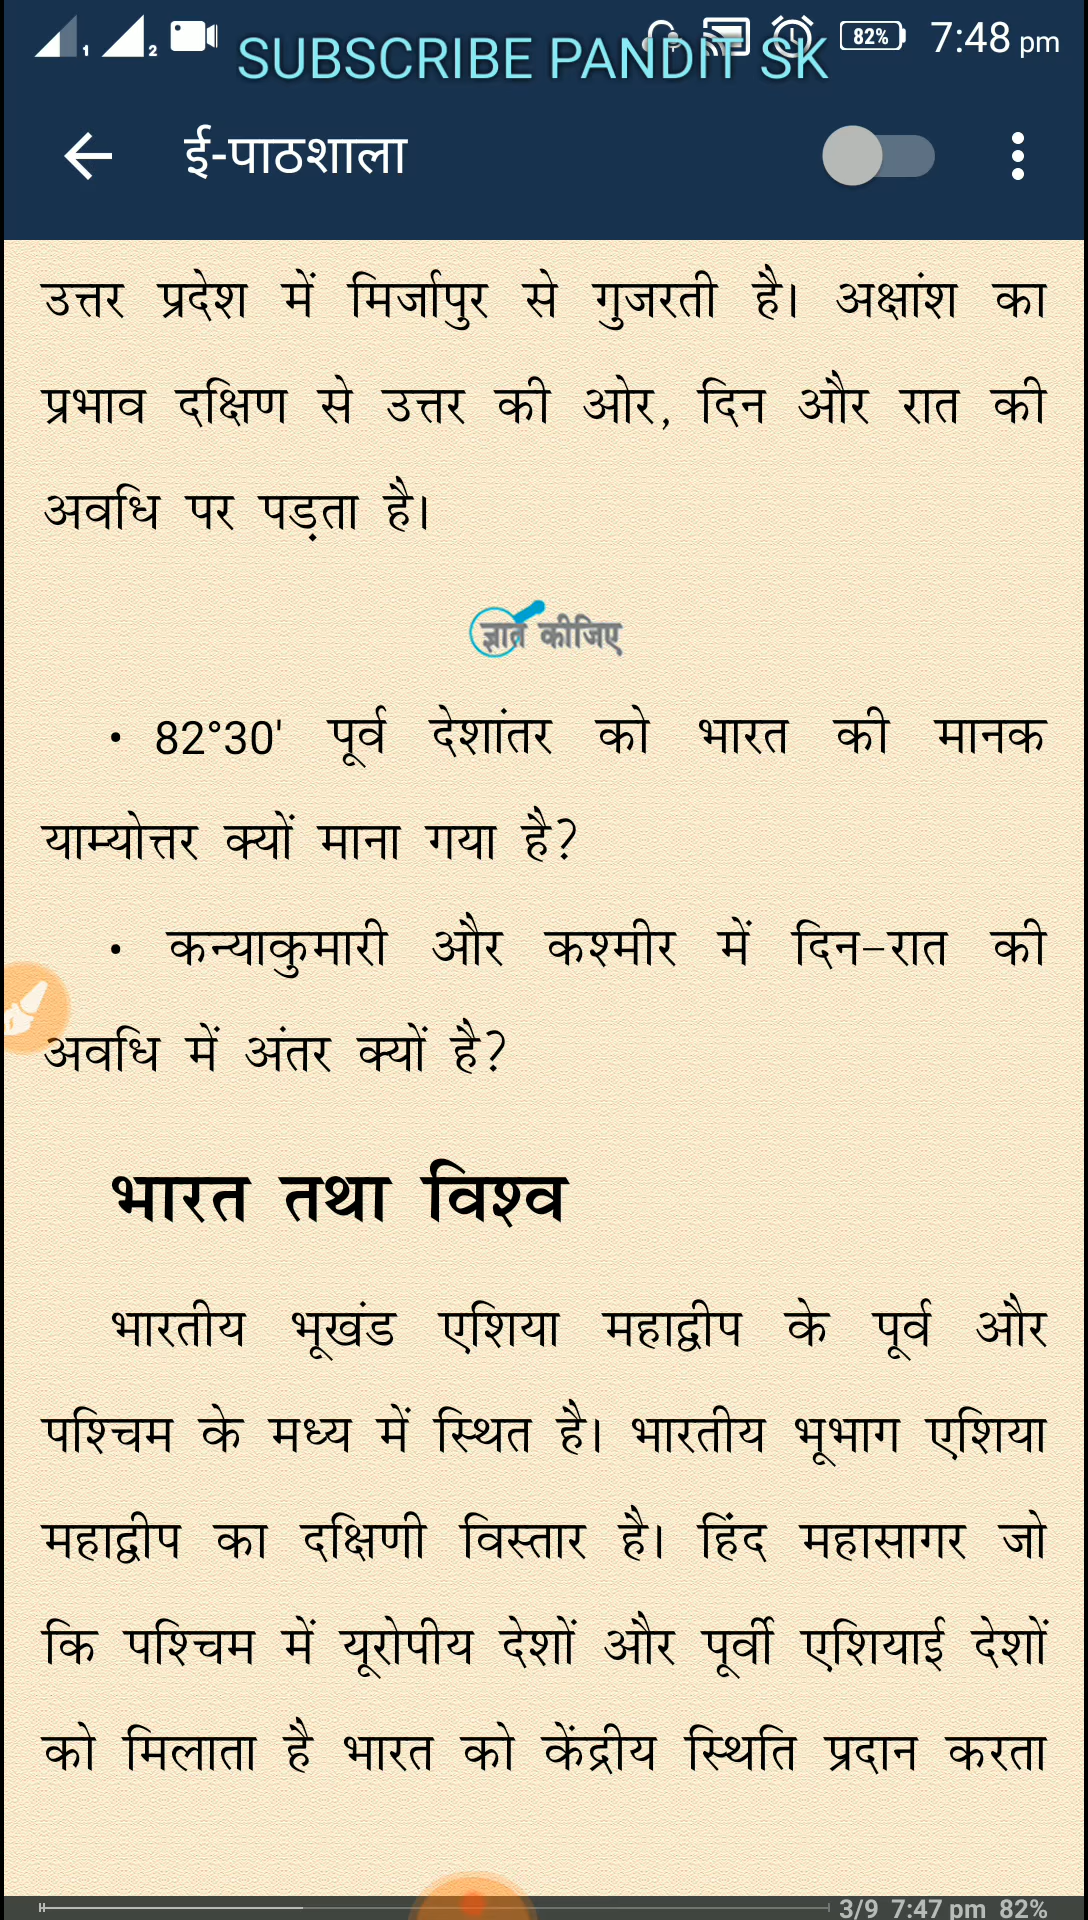 1 2 82% 7:48 pm
SUBSCRIBE PANDIT SK
ई-पाठशाला
उत्तर प्रदेश में मिर्जापुर से गुजरती है। अक्षांश का
प्रभाव दक्षिण से उत्तर की ओर, दिन और रात की
अवधि पर पड़ता है।
ज्ञात कीजिए
• 82°30' पूर्व देशांतर को भारत की मानक
याम्योत्तर क्यों माना गया है?
• कन्याकुमारी और कश्मीर में दिन-रात की
अवधि में अंतर क्यों है?
भारत तथा विश्व
भारतीय भूखंड एशिया महाद्वीप के पूर्व और
पश्चिम के मध्य में स्थित है। भारतीय भूभाग एशिया
महाद्वीप का दक्षिणी विस्तार है। हिंद महासागर जो
कि पश्चिम में यूरोपीय देशों और पूर्वी एशियाई देशों
को मिलाता है भारत को केंद्रीय स्थिति प्रदान करता
3/9 7:47 pm 82%